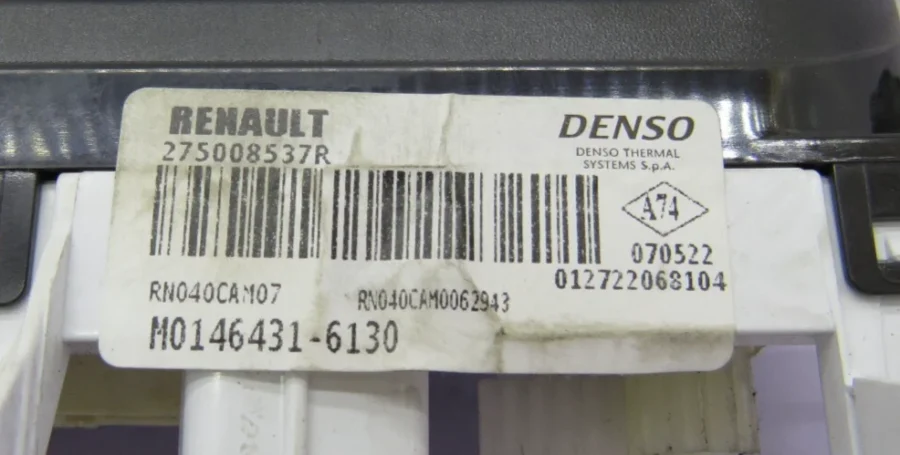 RENAULT
275008537R
DENSO
DENSO THERMAL
SYSTEMS S.p.A.
A74
070522
012722068104
RN040CAM07
RN040CAM0062943
M0146431-6130